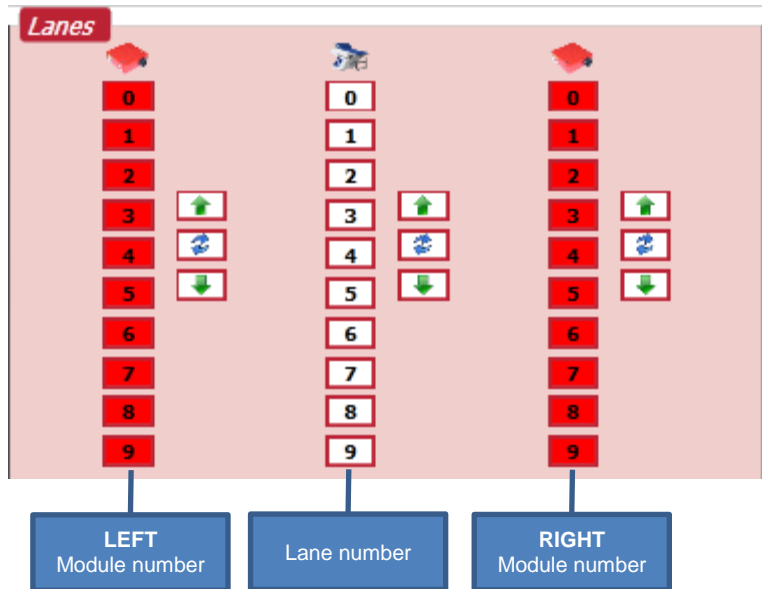 Lanes
0 0 0
1 1 1
2 2 2
3 3 3
4 4 4
5 5 5
6 6 6
7 7 7
8 8 8
9 9 9
LEFT
Module number
Lane number
RIGHT
Module number